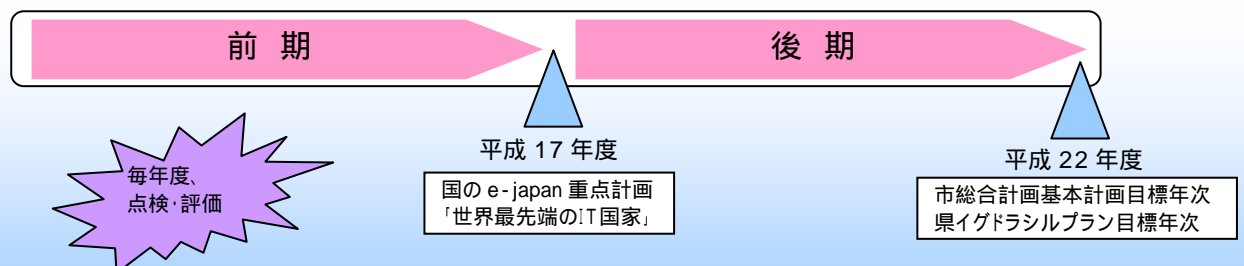 前 期
後 期
毎年度、
点検・評価
平成 17 年度
国の e-japan 重点計画
「世界最先端のIT国家」
平成 22 年度
市総合計画基本計画目標年次
県イグドラシルプラン目標年次